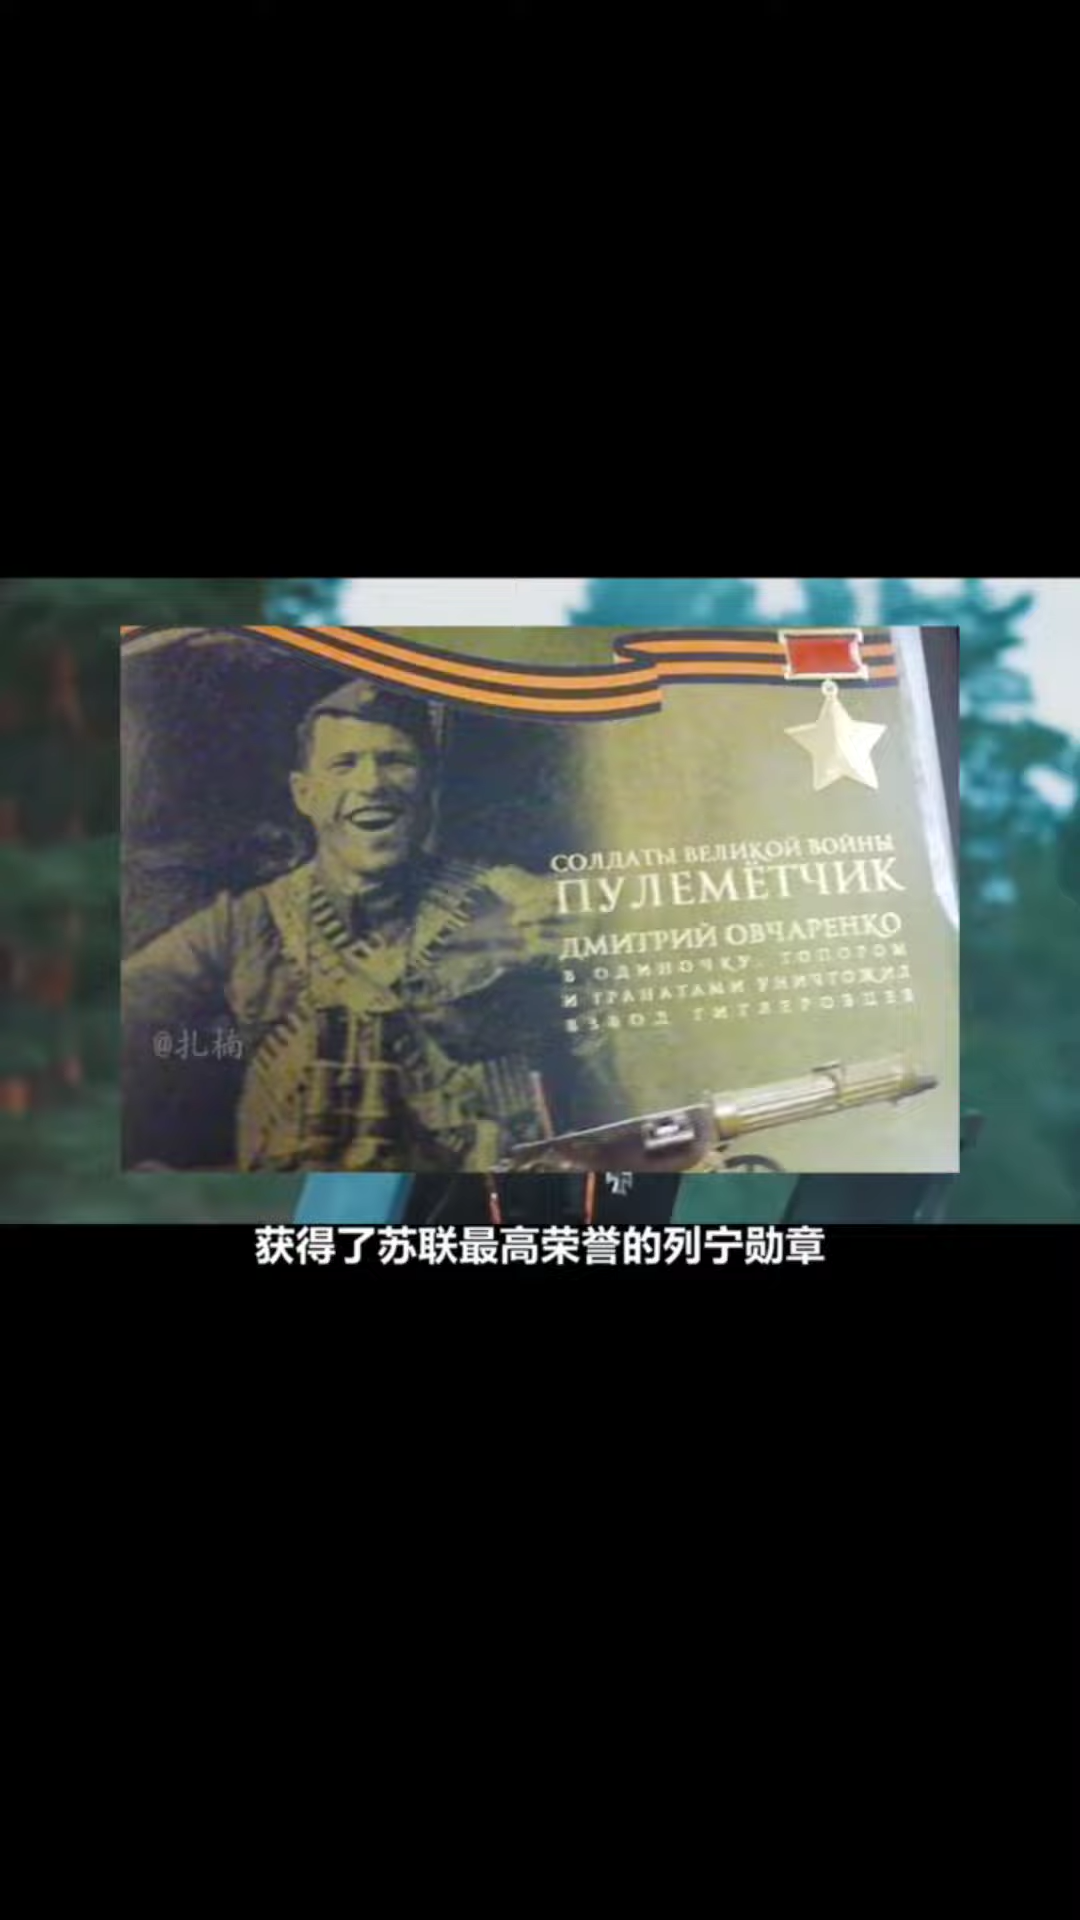 СОЛДАТЫ ВЕЛИКОЙ ВОЙНЫ
ПУЛЕМЁТЧИК
ДМИТРИЙ ОВЧАРЕНКО
В ОДИНОЧКУ, ТОПОРОМ
И ГРАНАТАМИ УНИЧТОЖИЛ
ВЗВОД ГИТЛЕРОВЦЕВ
@扎楠
获得了苏联最高荣誉的列宁勋章